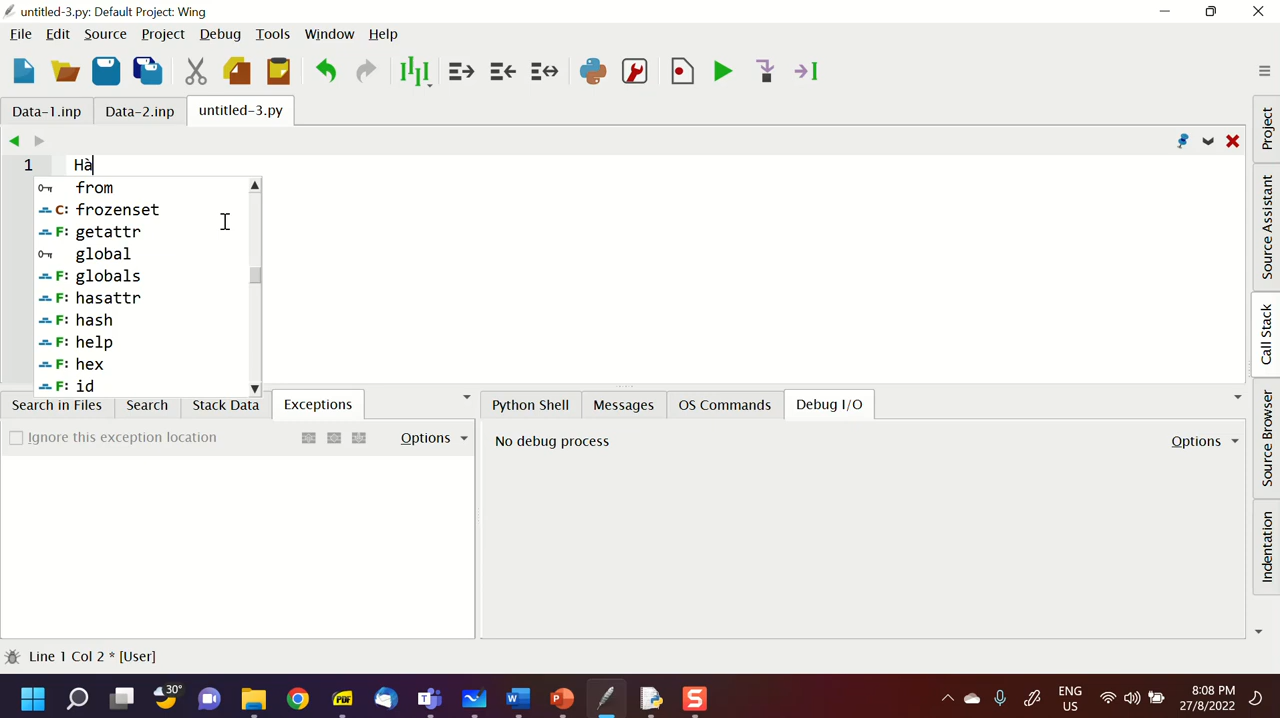 untitled-3.py: Default Project: Wing
File Edit Source Project Debug Tools Window Help
Data-1.inp Data-2.inp untitled-3.py
1 Hà
from
C: frozenset
F: getattr
global
F: globals
F: hasattr
F: hash
F: help
F: hex
F: id
Project
Source Assistant
Call Stack
Source Browser
Indentation
Search in Files Search Stack Data Exceptions
Python Shell Messages OS Commands Debug I/O
Ignore this exception location Options
No debug process Options
Line 1 Col 2 * [User]
30°
PDF
ENG
US
8:08 PM
27/8/2022